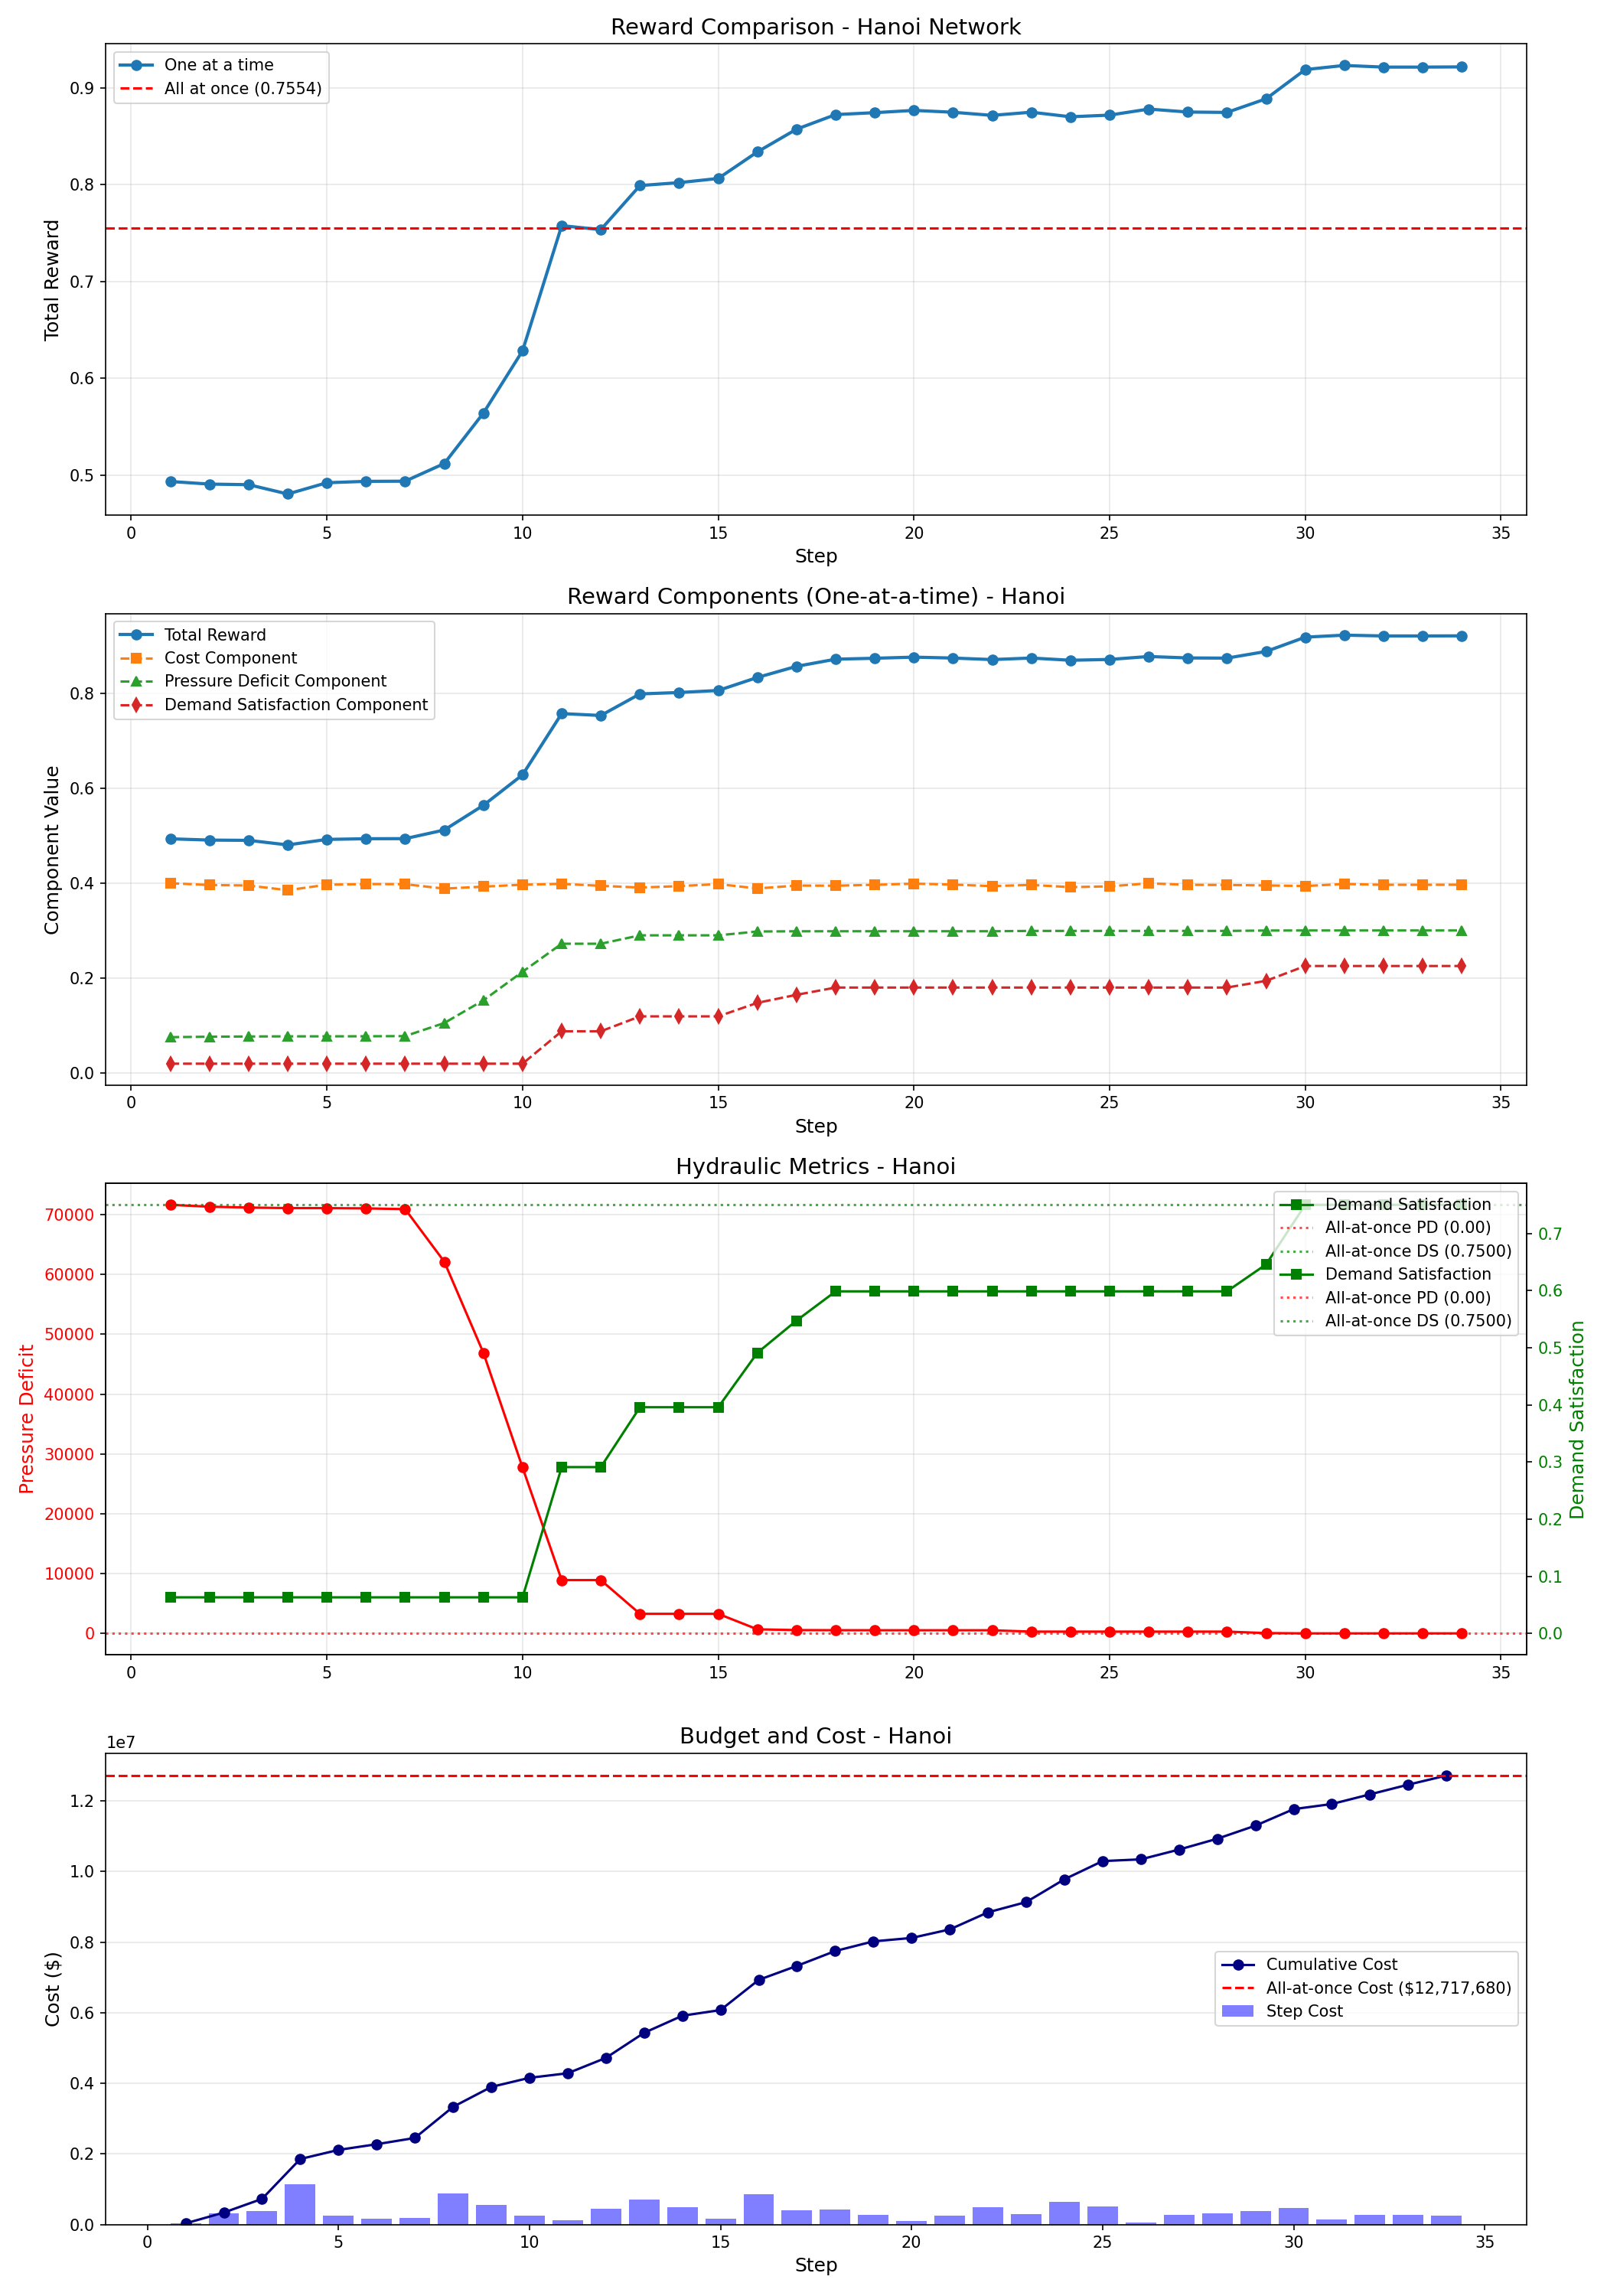 Reward Comparison - Hanoi Network
One at a time
All at once (0.7554)
Total Reward
0.9
0.8
0.7
0.6
0.5
0 5 10 15 20 25 30 35
Step
Reward Components (One-at-a-time) - Hanoi
Total Reward
Cost Component
Pressure Deficit Component
Demand Satisfaction Component
Component Value
0.8
0.6
0.4
0.2
0.0
0 5 10 15 20 25 30 35
Step
Hydraulic Metrics - Hanoi
Demand Satisfaction
All-at-once PD (0.00)
All-at-once DS (0.7500)
Demand Satisfaction
All-at-once PD (0.00)
All-at-once DS (0.7500)
Pressure Deficit
70000
60000
50000
40000
30000
20000
10000
0
Demand Satisfaction
0.7
0.6
0.5
0.4
0.3
0.2
0.1
0.0
0 5 10 15 20 25 30 35
Budget and Cost - Hanoi
1e7
Cost ($)
1.2
1.0
0.8
0.6
0.4
0.2
0.0
Cumulative Cost
All-at-once Cost ($12,717,680)
Step Cost
0 5 10 15 20 25 30 35
Step